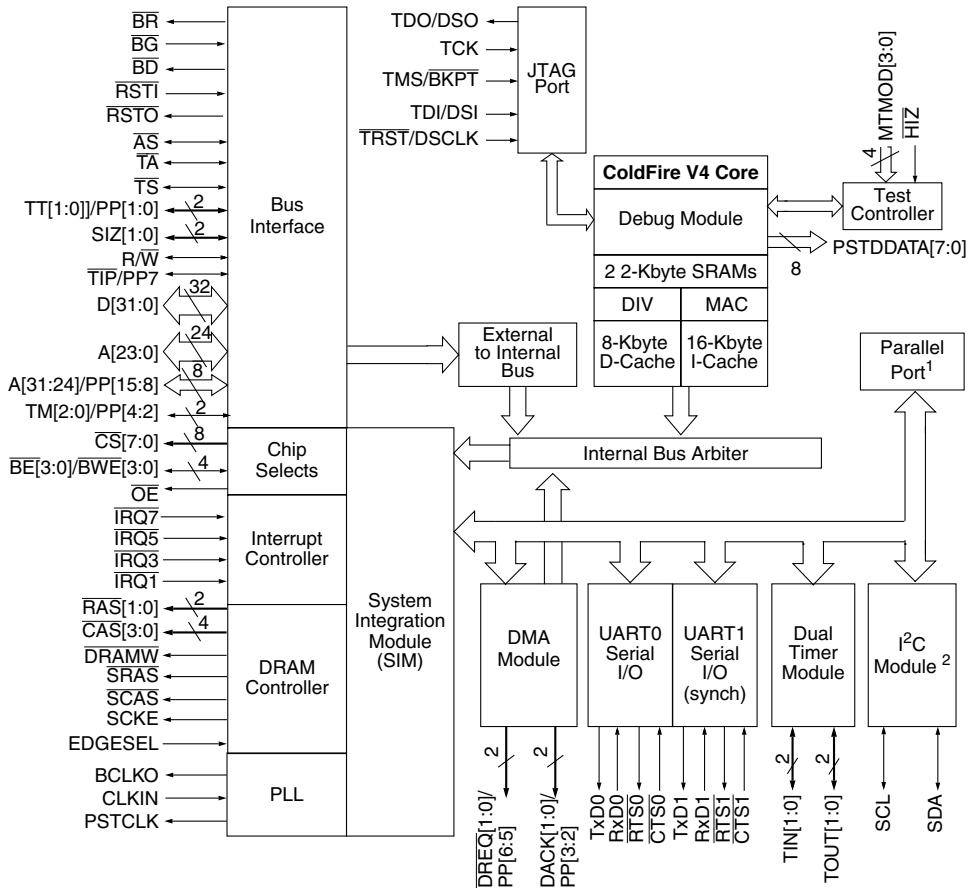 BR
BG
BD
RSTI
RSTO
AS
TA
TS
TT[1:0]]/PP[1:0]
2
SIZ[1:0]
2
R/W
TIP/PP7
D[31:0]
32
A[23:0]
24
A[31:24]/PP[15:8]
8
TM[2:0]/PP[4:2]
2
CS[7:0]
8
BE[3:0]/BWE[3:0]
4
OE
IRQ7
IRQ5
IRQ3
IRQ1
RAS[1:0]
2
CAS[3:0]
4
DRAMW
SRAS
SCAS
SCKE
EDGESEL
BCLKO
CLKIN
PSTCLK
Bus
Interface
Chip
Selects
Interrupt
Controller
DRAM
Controller
PLL
System
Integration
Module
(SIM)
TDO/DSO
TCK
TMS/BKPT
TDI/DSI
TRST/DSCLK
JTAG
Port
ColdFire V4 Core
Debug Module
2 2-Kbyte SRAMs
DIV
MAC
8-Kbyte
D-Cache
16-Kbyte
I-Cache
MTMOD[3:0]
4
HIZ
Test
Controller
PSTDDATA[7:0]
8
External
to Internal
Bus
Internal Bus Arbiter
Parallel
Port1
DMA
Module
UART0
Serial
I/O
UART1
Serial
I/O
(synch)
Dual
Timer
Module
I2C
Module 2
2
2
2
2
DREQ[1:0]/
PP[6:5]
DACK[1:0]/
PP[3:2]
TxD0
RxD0
RTS0
CTS0
TxD1
RxD1
RTS1
CTS1
TIN[1:0]
TOUT[1:0]
SCL
SDA